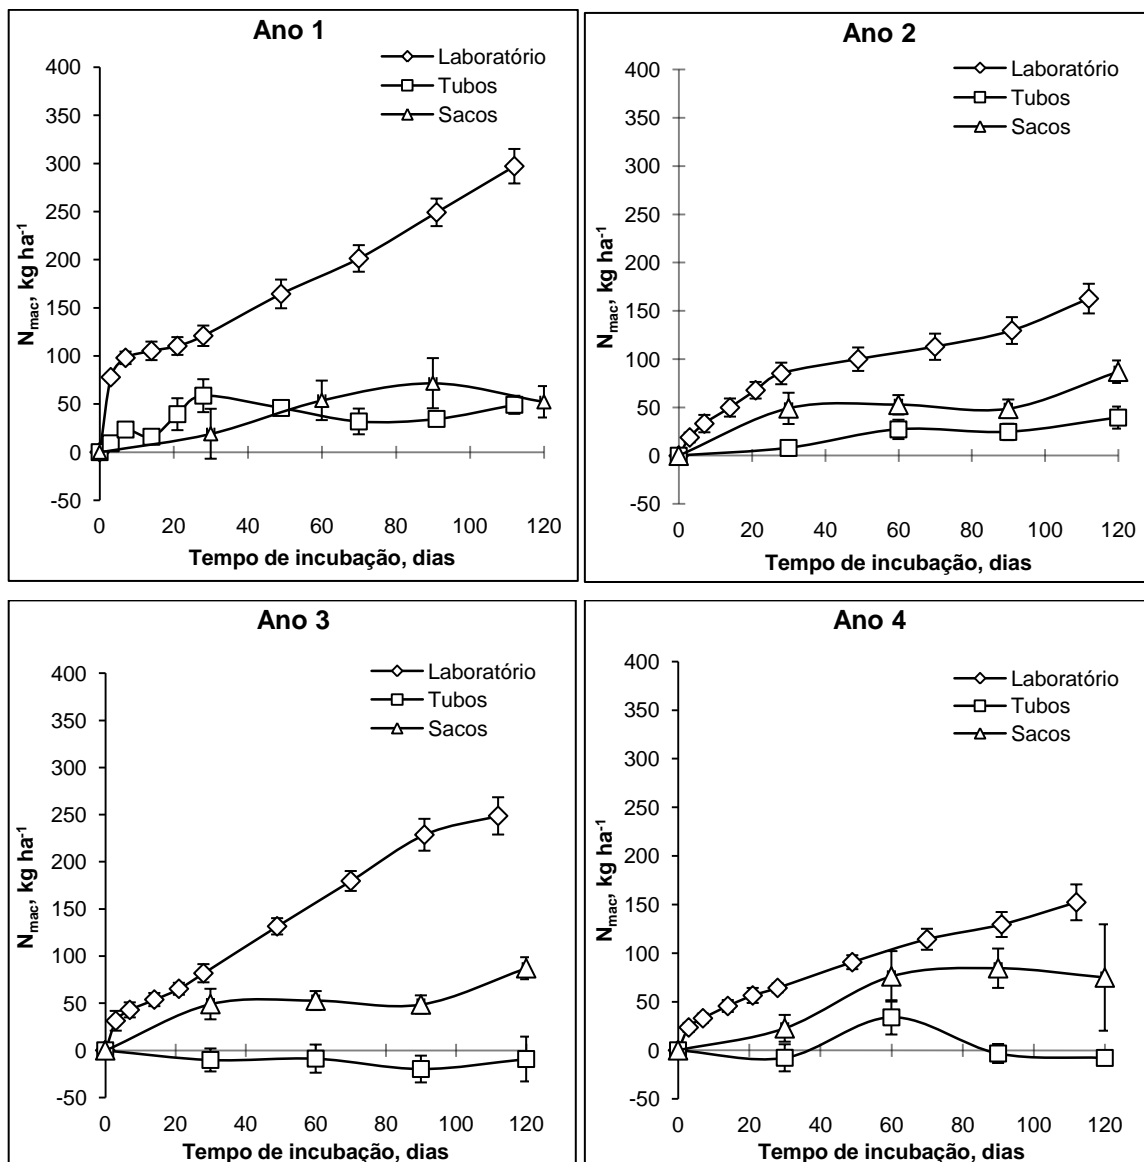 Ano 1
Laboratório
Tubos
Sacos
400
350
300
250
200
150
100
50
0
-50
N_mac, kg ha⁻¹
0 20 40 60 80 100 120
Tempo de incubação, dias
Ano 2
Laboratório
Tubos
Sacos
400
350
300
250
200
150
100
50
0
-50
N_mac, kg ha⁻¹
0 20 40 60 80 100 120
Tempo de incubação, dias
Ano 3
Laboratório
Tubos
Sacos
400
350
300
250
200
150
100
50
0
-50
N_mac, kg ha⁻¹
0 20 40 60 80 100 120
Tempo de incubação, dias
Ano 4
Laboratório
Tubos
Sacos
400
350
300
250
200
150
100
50
0
-50
N_mac, kg ha⁻¹
0 20 40 60 80 100 120
Tempo de incubação, dias